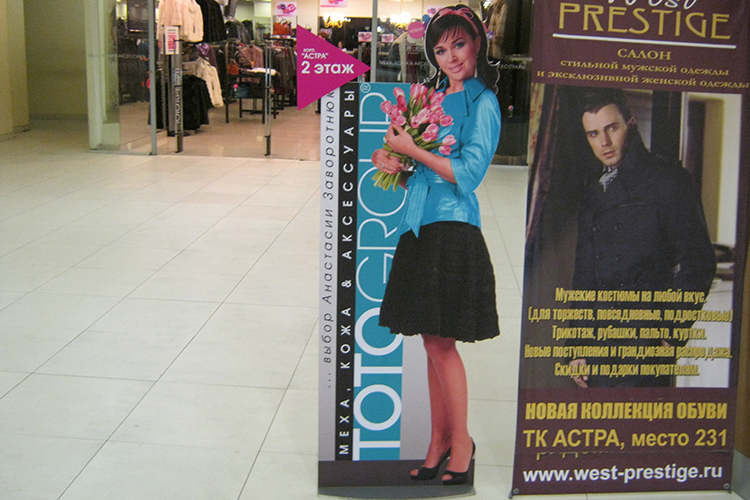 ДОРП.
"АСТРА"
2 этаж
... выбор Анастасии Заворотнюк
МЕХА, КОЖА & АКСЕССУАРЫ
TOTOGROUP®
West
PRESTIGE
САЛОН
СТИЛЬНОЙ МУЖСКОЙ ОДЕЖДЫ
И ЭКСКЛЮЗИВНОЙ ЖЕНСКОЙ ОДЕЖДЫ
Мужские костюмы на любой вкус.
(для торжеств, повседневные, подростковые)
Трикотаж, рубашки, пальто, куртки.
Новые поступления и грандиозная распродажа.
Скидки и подарки покупателям.
НОВАЯ КОЛЛЕКЦИЯ ОБУВИ
ТК АСТРА, место 231
www.west-prestige.ru